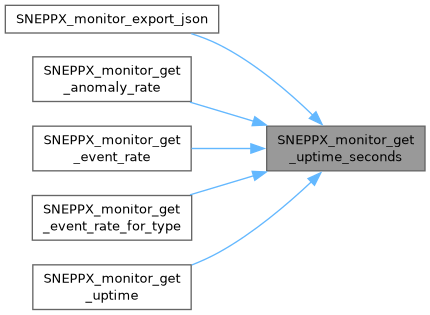 SNEPPX_monitor_export_json
SNEPPX_monitor_get
_anomaly_rate
SNEPPX_monitor_get
_event_rate
SNEPPX_monitor_get
_uptime_seconds
SNEPPX_monitor_get
_event_rate_for_type
SNEPPX_monitor_get
_uptime